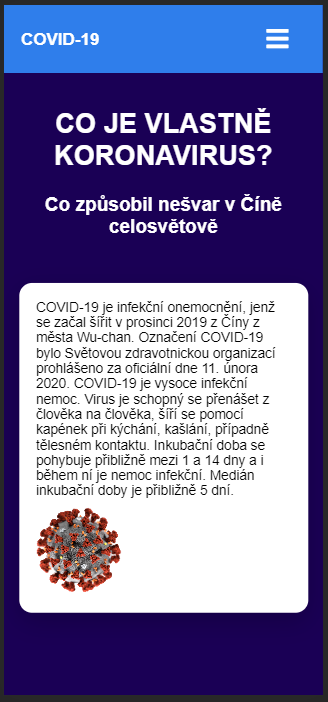 COVID-19
CO JE VLASTNĚ
KORONAVIRUS?
Co způsobil nešvar v Číně
celosvětově
COVID-19 je infekční onemocnění, jenž
se začal šířit v prosinci 2019 z Číny z
města Wu-chan. Označení COVID-19
bylo Světovou zdravotnickou organizací
prohlášeno za oficiální dne 11. února
2020. COVID-19 je vysoce infekční
nemoc. Virus je schopný se přenášet z
člověka na člověka, šíří se pomocí
kapének při kýchání, kašlání, případně
tělesném kontaktu. Inkubační doba se
pohybuje přibližně mezi 1 a 14 dny a i
během ní je nemoc infekční. Medián
inkubační doby je přibližně 5 dní.